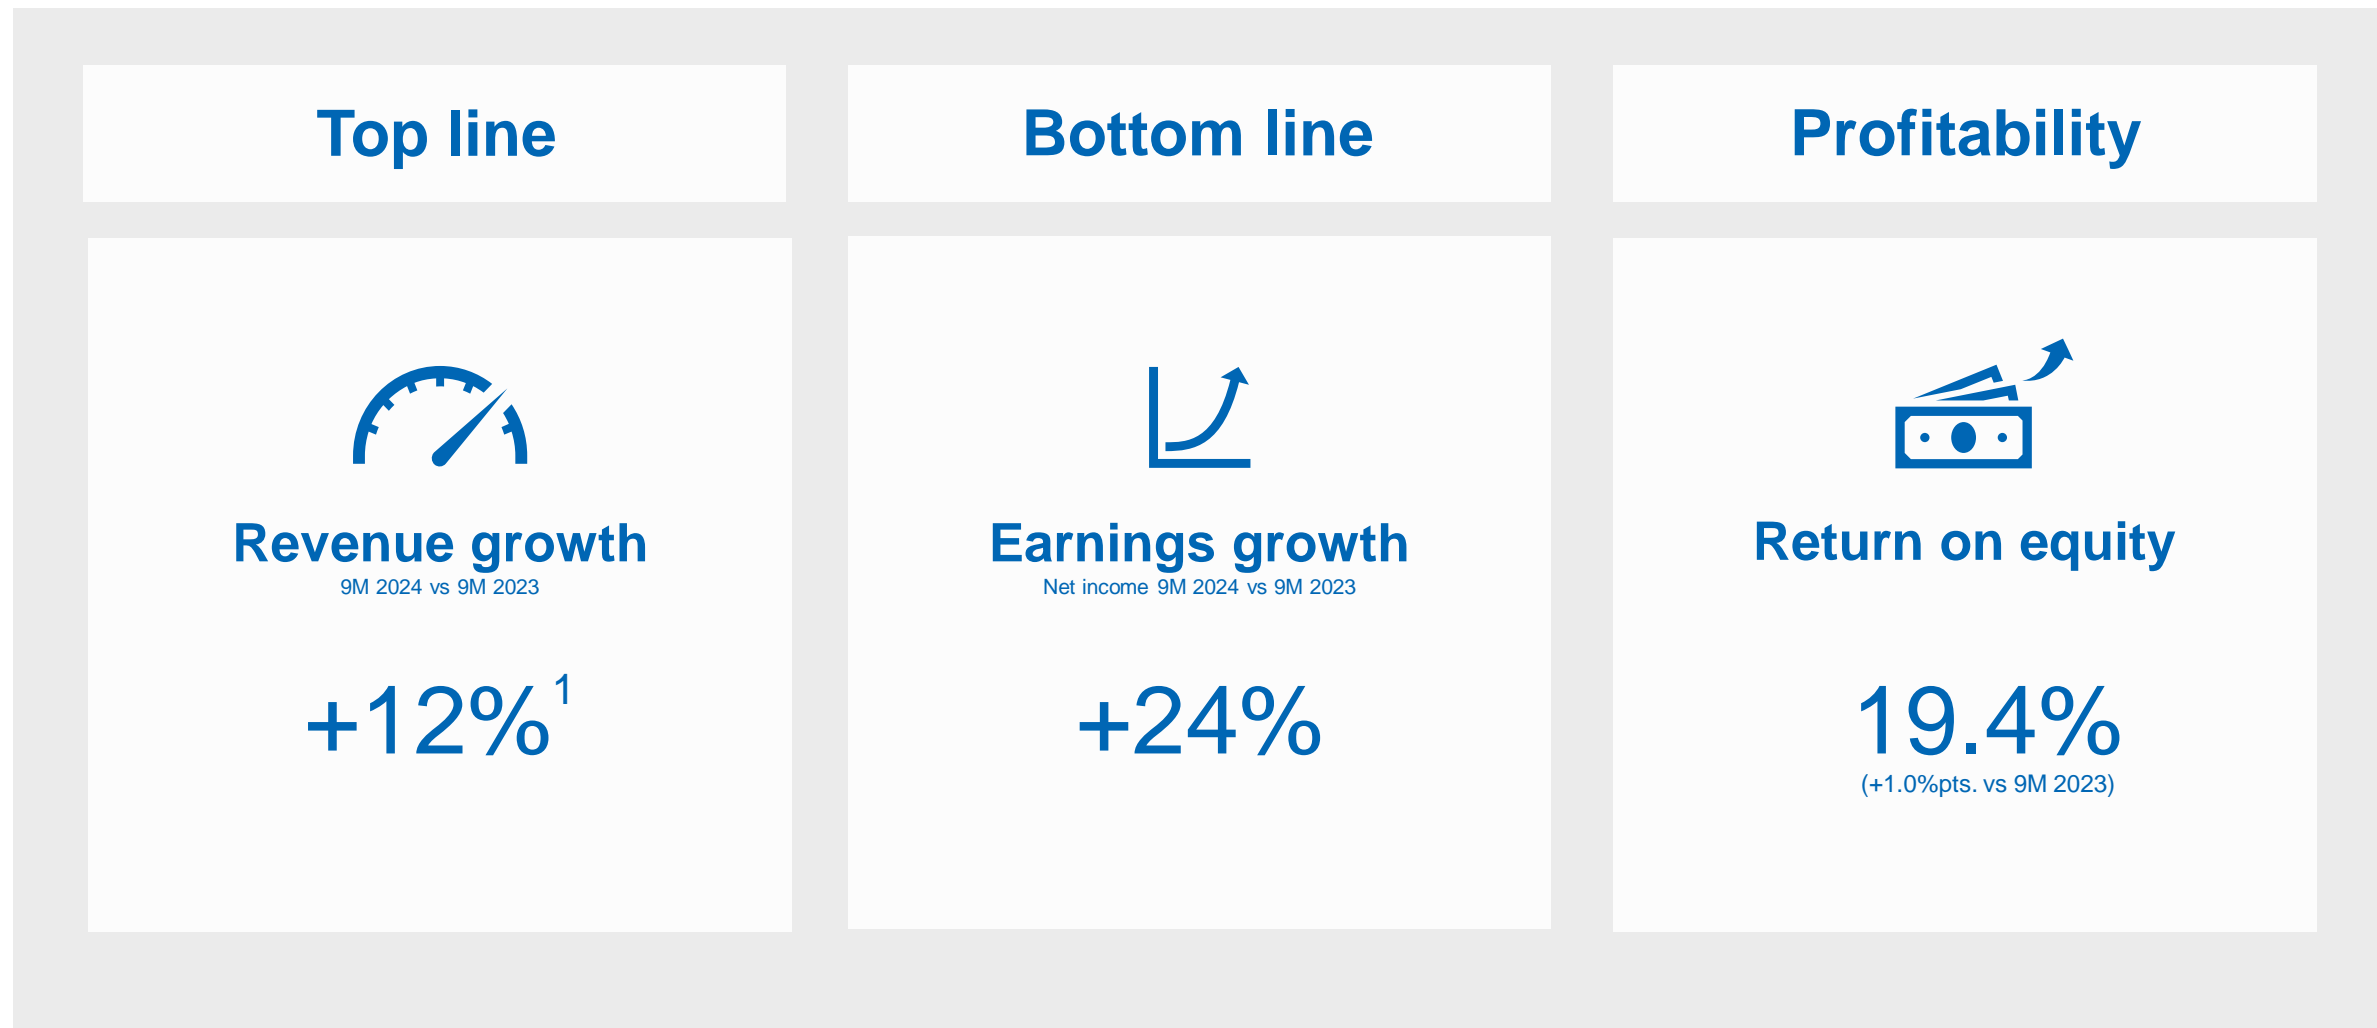 Top line
Bottom line
Profitability
Revenue growth
9M 2024 vs 9M 2023
+12%1
Earnings growth
Net income 9M 2024 vs 9M 2023
+24%
Return on equity
19.4%
(+1.0%pts. vs 9M 2023)